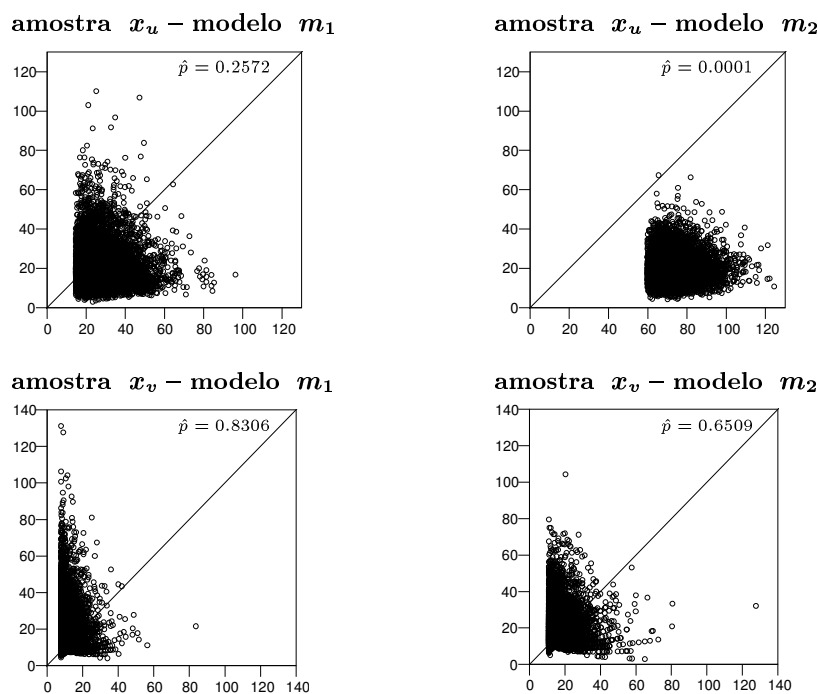 amostra x_u – modelo m_1
amostra x_u – modelo m_2
p̂ = 0.2572
120
100
80
60
40
20
0
0 20 40 60 80 100 120
p̂ = 0.0001
120
100
80
60
40
20
0
0 20 40 60 80 100 120
amostra x_v – modelo m_1
amostra x_v – modelo m_2
p̂ = 0.8306
140
120
100
80
60
40
20
0
0 20 40 60 80 100 120 140
p̂ = 0.6509
140
120
100
80
60
40
20
0
0 20 40 60 80 100 120 140